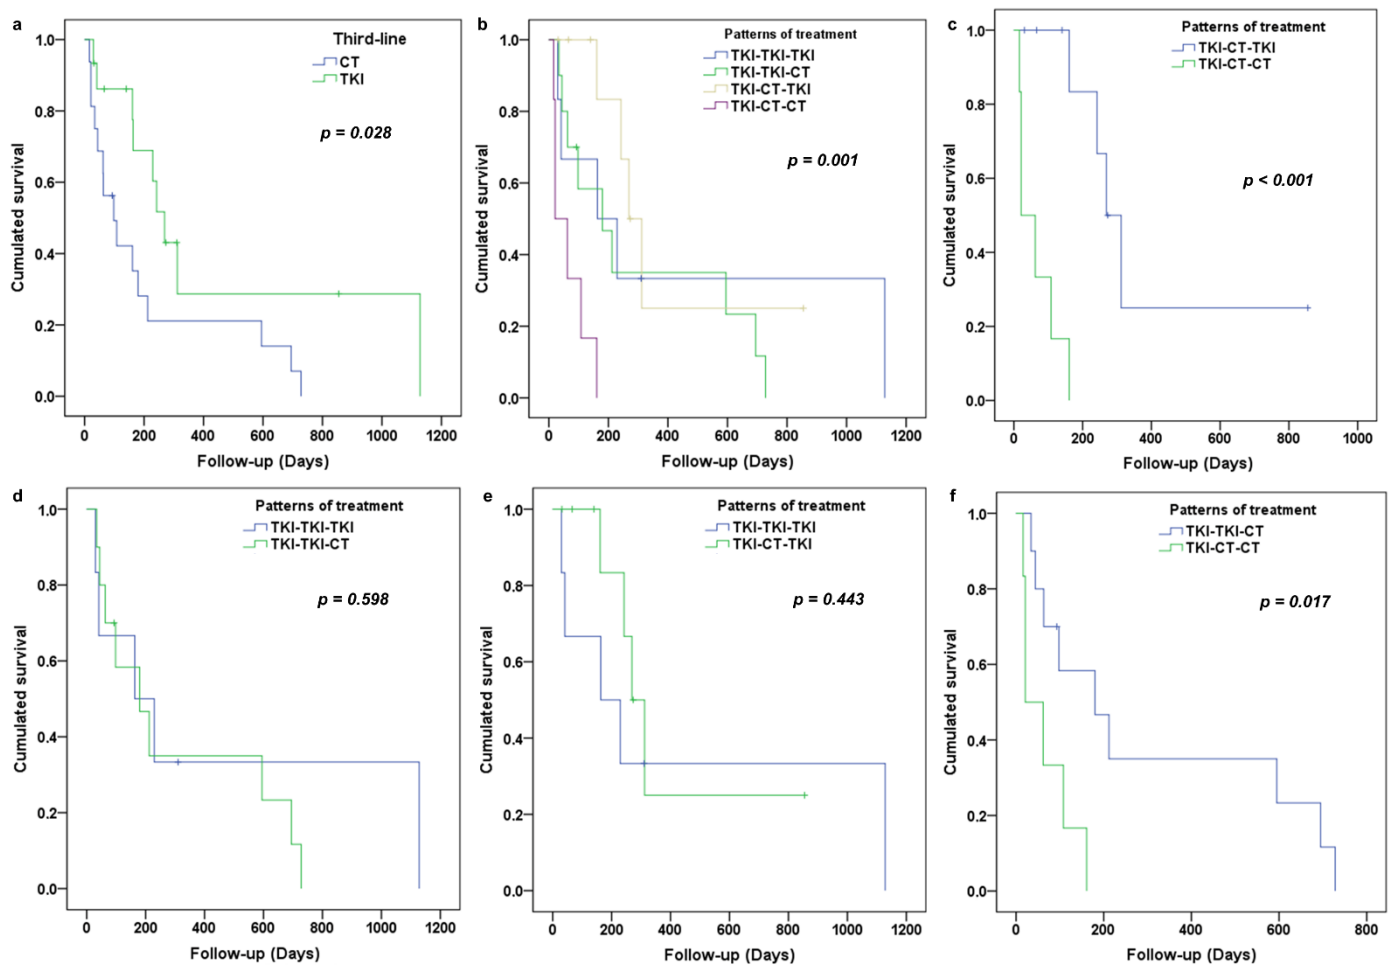 a
Third-line
CT
TKI
p = 0.028
1.0
0.8
0.6
0.4
0.2
0.0
Cumulated survival
0 200 400 600 800 1000 1200
Follow-up (Days)
b
Patterns of treatment
TKI-TKI-TKI
TKI-TKI-CT
TKI-CT-TKI
TKI-CT-CT
p = 0.001
1.0
0.8
0.6
0.4
0.2
0.0
Cumulated survival
0 200 400 600 800 1000 1200
Follow-up (Days)
c
Patterns of treatment
TKI-CT-TKI
TKI-CT-CT
p < 0.001
1.0
0.8
0.6
0.4
0.2
0.0
Cumulated survival
0 200 400 600 800 1000
Follow-up (Days)
d
Patterns of treatment
TKI-TKI-TKI
TKI-TKI-CT
p = 0.598
1.0
0.8
0.6
0.4
0.2
0.0
Cumulated survival
0 200 400 600 800 1000 1200
Follow-up (Days)
e
Patterns of treatment
TKI-TKI-TKI
TKI-CT-TKI
p = 0.443
1.0
0.8
0.6
0.4
0.2
0.0
Cumulated survival
0 200 400 600 800 1000 1200
Follow-up (Days)
f
Patterns of treatment
TKI-TKI-CT
TKI-CT-CT
p = 0.017
1.0
0.8
0.6
0.4
0.2
0.0
Cumulated survival
0 200 400 600 800
Follow-up (Days)